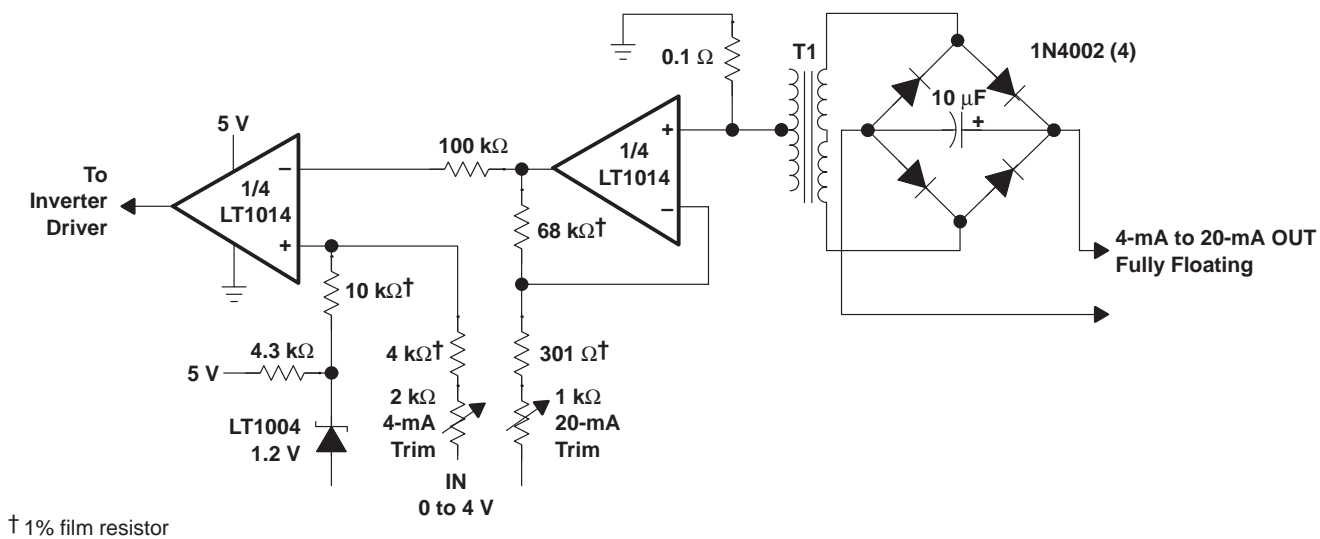 0.1 Ω
T1
1N4002 (4)
10 μF
+
5 V
100 kΩ
+
1/4
LT1014
−
−
1/4
LT1014
+
To
Inverter
Driver
68 kΩ†
4-mA to 20-mA OUT
Fully Floating
10 kΩ†
4.3 kΩ
5 V
4 kΩ†
301 Ω†
LT1004
1.2 V
2 kΩ
4-mA
Trim
1 kΩ
20-mA
Trim
IN
0 to 4 V
† 1% film resistor